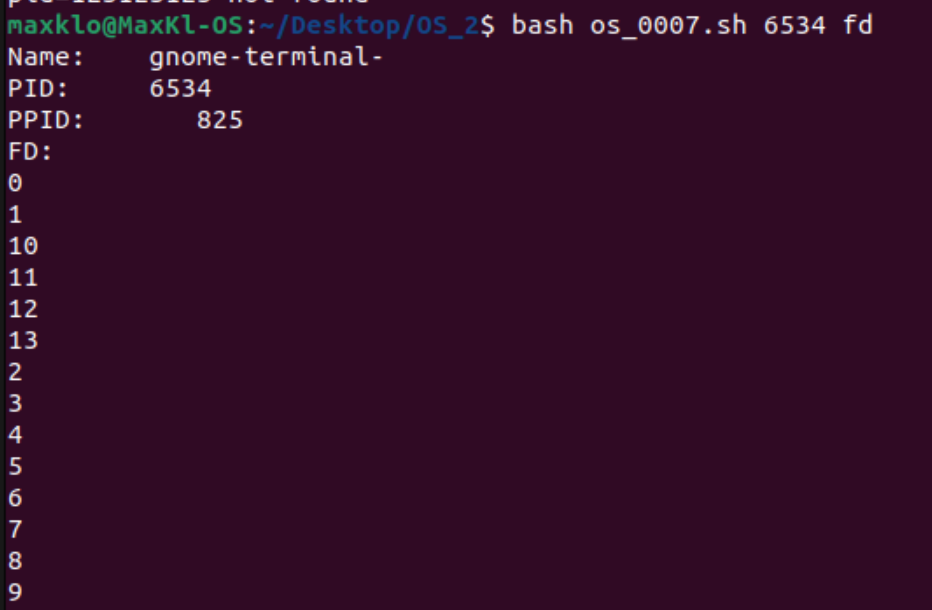 maxklo@MaxKl-OS:~/Desktop/OS_2$ bash os_0007.sh 6534 fd
Name:    gnome-terminal-
PID:     6534
PPID:       825
FD:
0
1
10
11
12
13
2
3
4
5
6
7
8
9